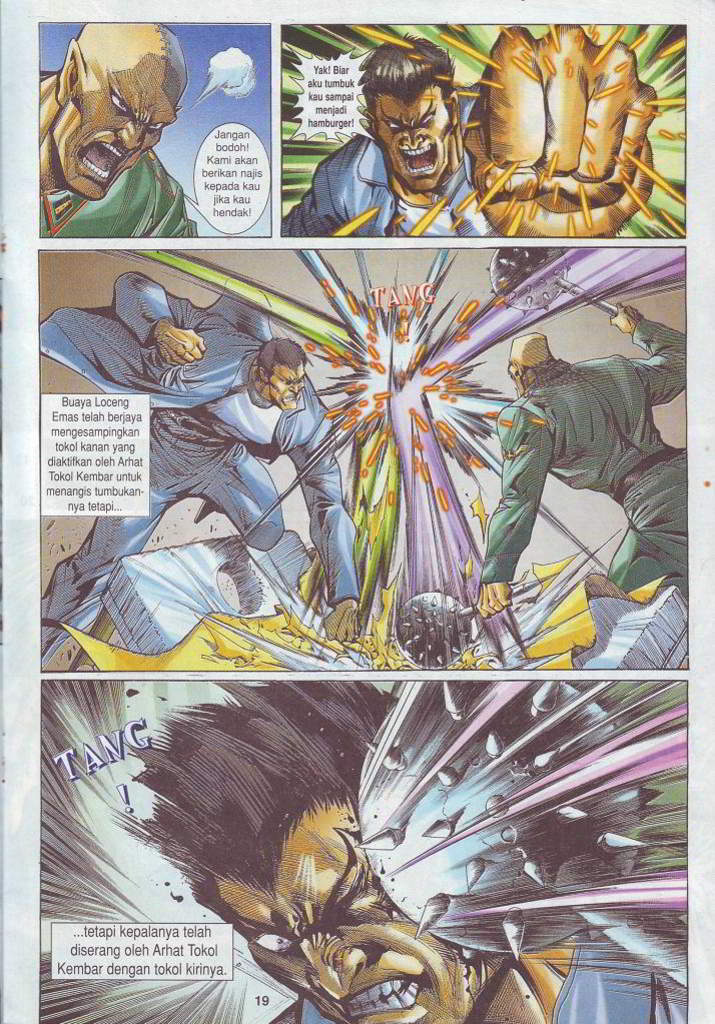 Jangan
bodoh!
Kami akan
berikan najis
kepada kau
jika kau
hendak!
Yak! Biar
aku tumbuk
kau sampai
menjadi
hamburger!
TANG
Buaya Loceng
Emas telah berjaya
mengesampingkan
tokol kanan yang
diaktifkan oleh Arhat
Tokol Kembar untuk
menangis tumbukan-
nya tetapi...
TANG
!
...tetapi kepalanya telah
diserang oleh Arhat Tokol
Kembar dengan tokol kirinya.
19